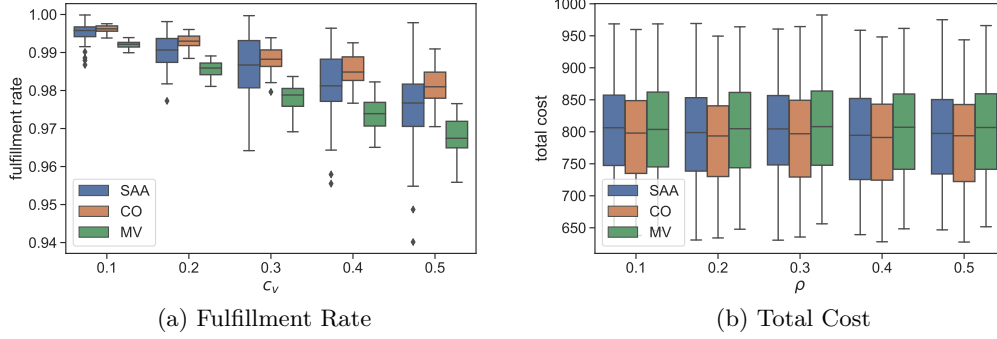 1.00
0.99
0.98
0.97
0.96
0.95
0.94
fulfillment rate
SAA
CO
MV
0.1 0.2 0.3 0.4 0.5
c_v
(a) Fulfillment Rate
1000
950
900
850
800
750
700
650
total cost
SAA
CO
MV
0.1 0.2 0.3 0.4 0.5
ρ
(b) Total Cost